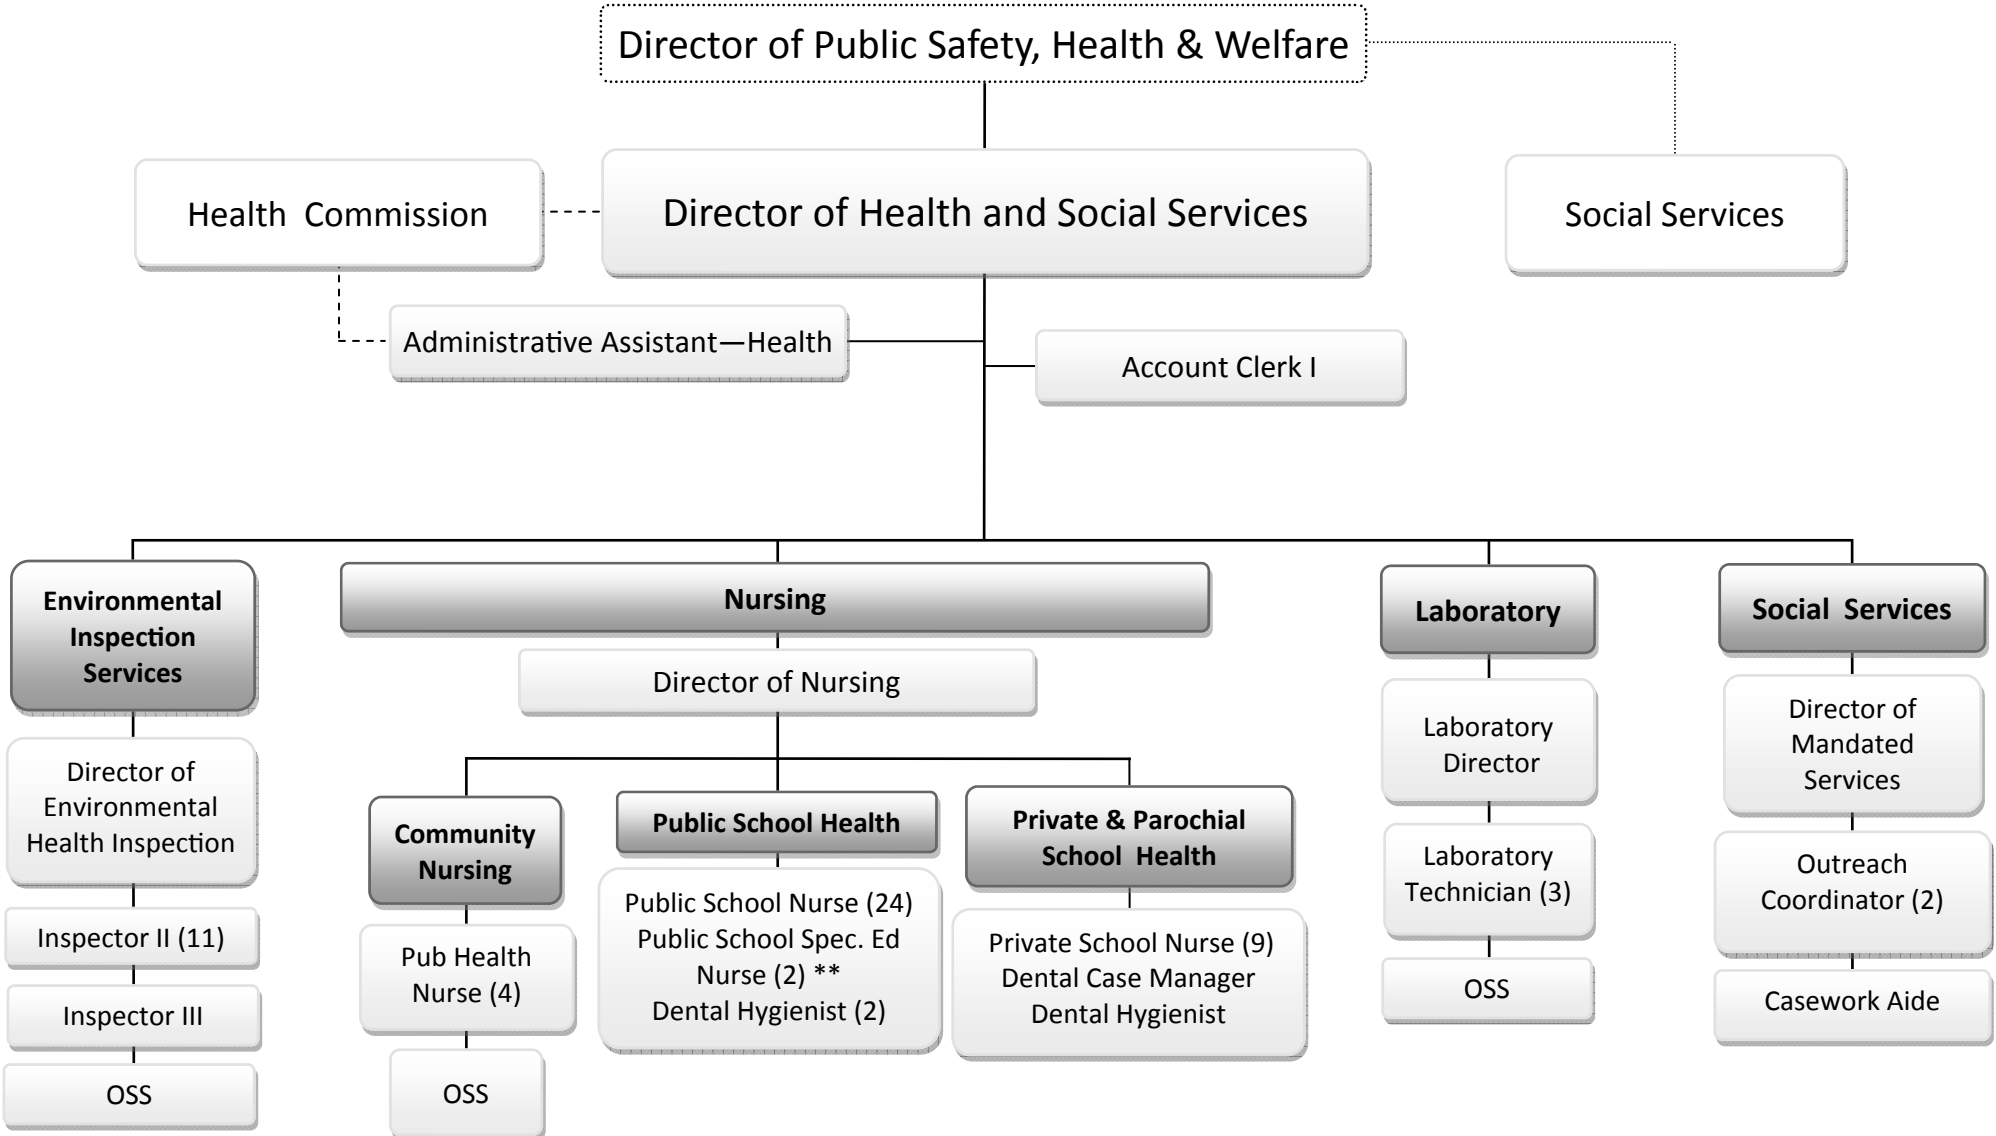 Director of Public Safety, Health & Welfare
Health Commission
Director of Health and Social Services
Social Services
Administrative Assistant—Health
Account Clerk I
Environmental
Inspection
Services
Director of
Environmental
Health Inspection
Inspector II (11)
Inspector III
OSS
Nursing
Director of Nursing
Community
Nursing
Pub Health
Nurse (4)
OSS
Public School Health
Public School Nurse (24)
Public School Spec. Ed
Nurse (2) **
Dental Hygienist (2)
Private & Parochial
School Health
Private School Nurse (9)
Dental Case Manager
Dental Hygienist
Laboratory
Laboratory
Director
Laboratory
Technician (3)
OSS
Social Services
Director of
Mandated
Services
Outreach
Coordinator (2)
Casework Aide